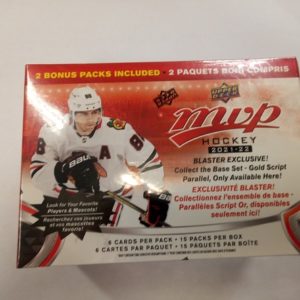 2 BONUS PACKS INCLUDED • 2 PAQUETS BONI COMPRIS
UPPER DECK
88
A
mvp
HOCKEY
2021-22
BLASTER EXCLUSIVE!
Collect the Base Set - Gold Script
Parallel, Only Available Here!
EXCLUSIVITÉ BLASTER!
Collectionnez l'ensemble de base -
Parallèles Script Or, disponibles
seulement ici!
Look for Your Favorite
Players & Mascots!
Recherchez vos joueurs et
vos mascottes
favoris!
6 CARDS PER PACK • 15 PACKS PER BOX
6 CARTES PAR PAQUET • 15 PAQUETS PAR BOÎTE